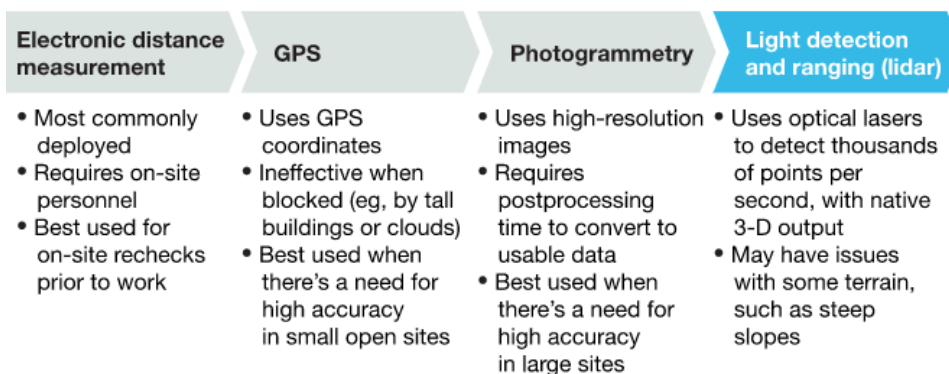 Electronic distance
measurement
GPS
Photogrammetry
Light detection
and ranging (lidar)
• Most commonly
deployed
• Requires on-site
personnel
• Best used for
on-site rechecks
prior to work
• Uses GPS
coordinates
• Ineffective when
blocked (eg, by tall
buildings or clouds)
• Best used when
there’s a need for
high accuracy
in small open sites
• Uses high-resolution
images
• Requires
postprocessing
time to convert to
usable data
• Best used when
there’s a need for
high accuracy
in large sites
• Uses optical lasers
to detect thousands
of points per
second, with native
3-D output
• May have issues
with some terrain,
such as steep
slopes